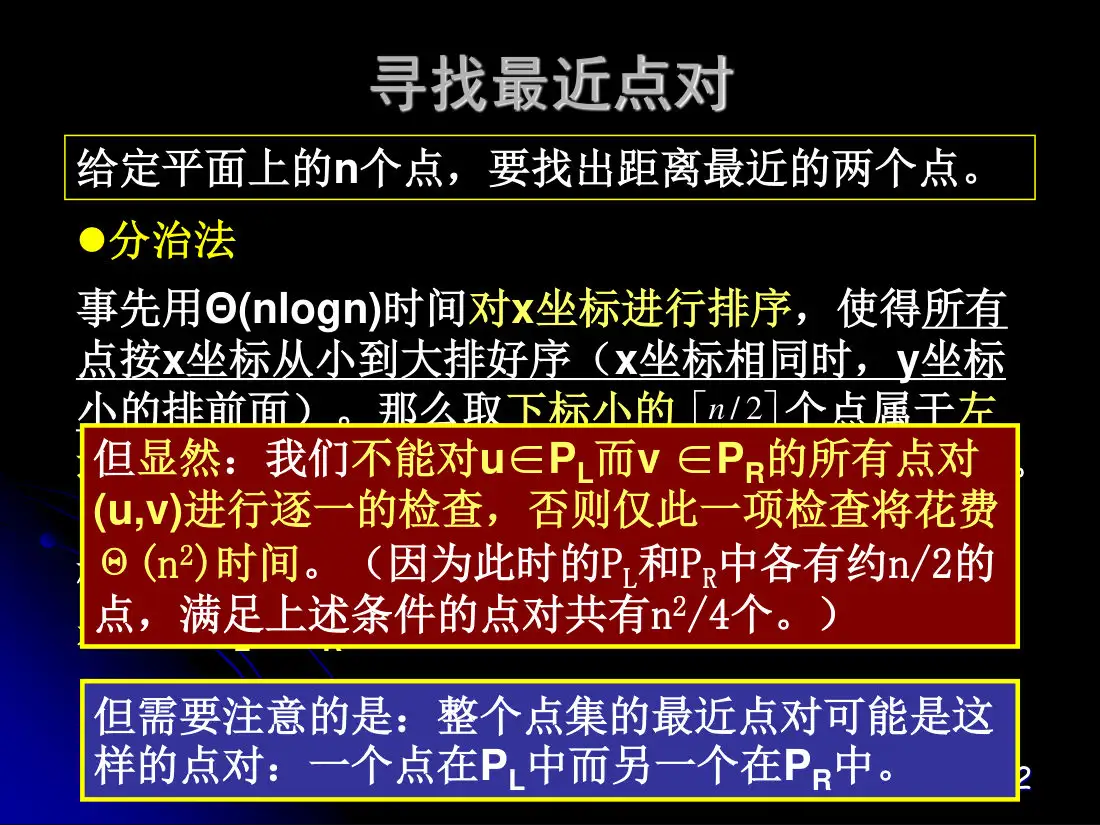 寻找最近点对
给定平面上的n个点，要找出距离最近的两个点。
●分治法
事先用Θ(nlogn)时间对x坐标进行排序，使得所有
点按x坐标从小到大排好序（x坐标相同时，y坐标
小的排前面）。那么取下标小的⌈n/2⌉个点属于左
但显然：我们不能对u∈PL而v ∈PR的所有点对
(u,v)进行逐一的检查，否则仅此一项检查将花费
Θ(n²)时间。（因为此时的PL和PR中各有约n/2的
点，满足上述条件的点对共有n²/4个。）
但需要注意的是：整个点集的最近点对可能是这
样的点对：一个点在PL中而另一个在PR中。
2